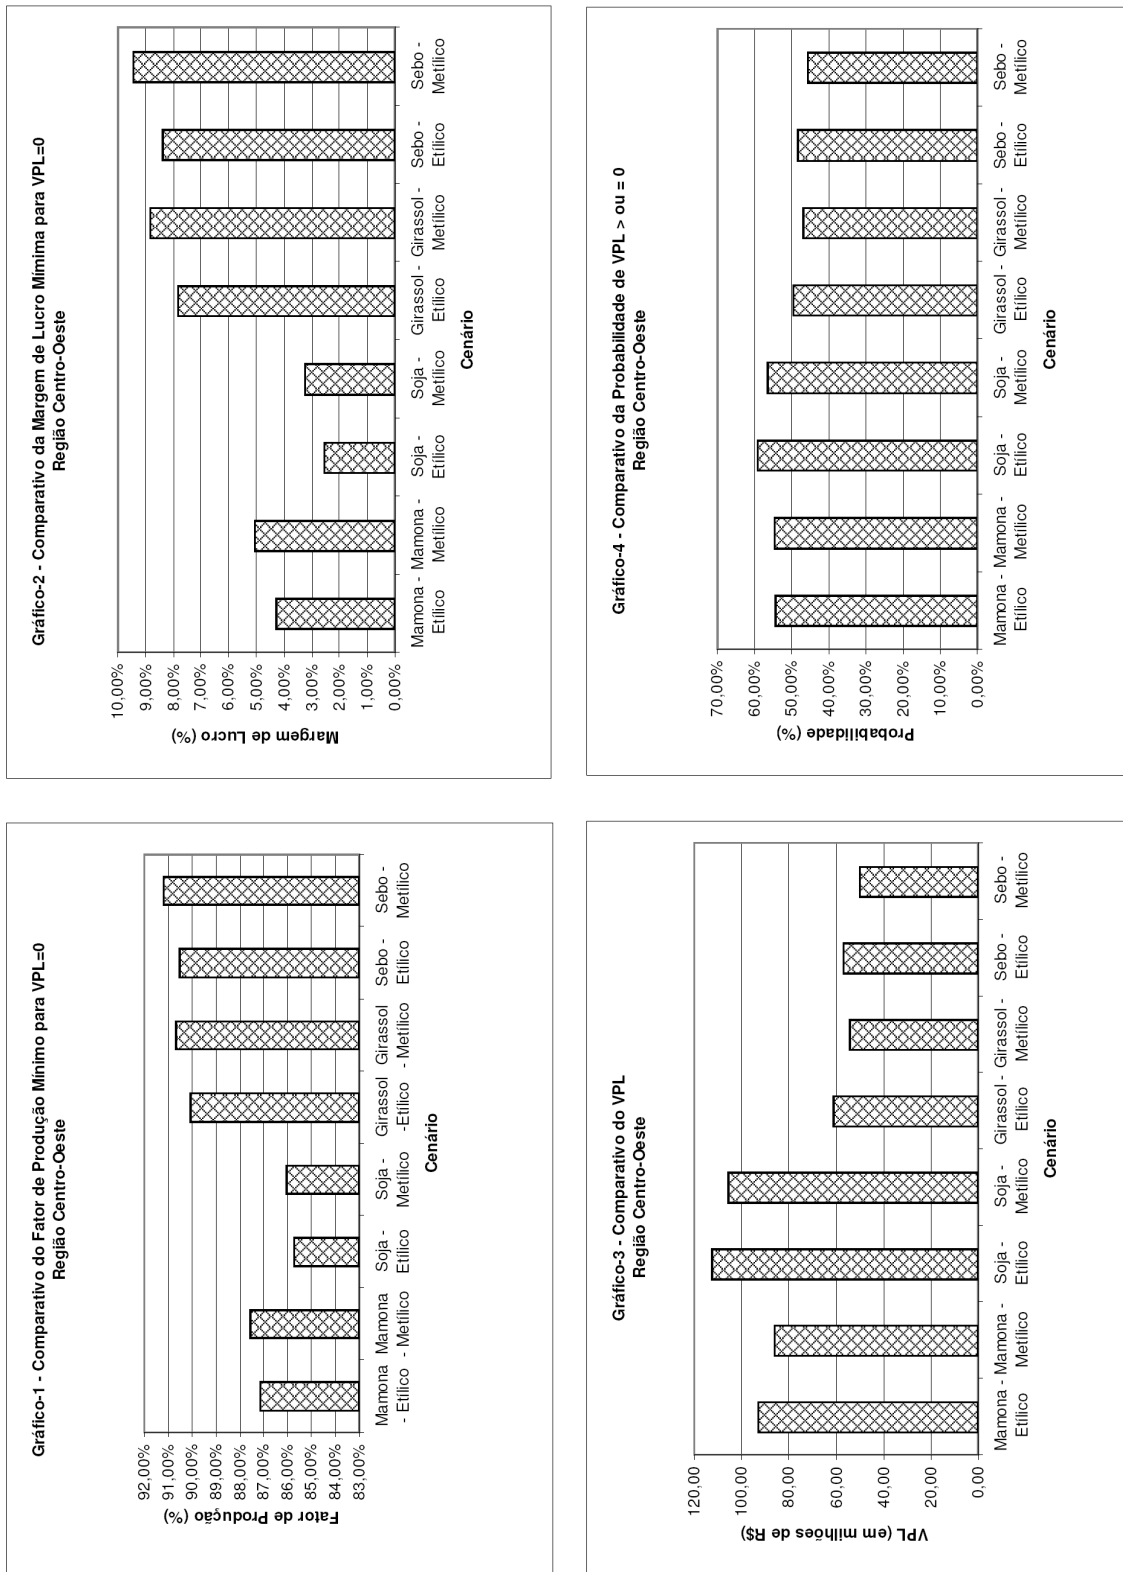 Gráfico-1 - Comparativo do Fator de Produção Mínimo para VPL=0
Região Centro-Oeste
Fator de Produção (%)
92,00%
91,00%
90,00%
89,00%
88,00%
87,00%
86,00%
85,00%
84,00%
83,00%
Mamona Mamona Soja - Soja - Girassol Girassol Sebo - Sebo -
- Etílico - Metílico Etílico Metílico -Etílico - Metílico Etílico Metílico
Cenário
Gráfico-2 - Comparativo da Margem de Lucro Mímima para VPL=0
Região Centro-Oeste
Margem de Lucro (%)
10,00%
9,00%
8,00%
7,00%
6,00%
5,00%
4,00%
3,00%
2,00%
1,00%
0,00%
Mamona - Mamona - Soja - Soja - Girassol - Girassol - Sebo - Sebo -
Etílico Metílico Etílico Metílico Etílico Metílico Etílico Metílico
Cenário
Gráfico-3 - Comparativo do VPL
Região Centro-Oeste
VPL (em milhões de R$)
120,00
100,00
80,00
60,00
40,00
20,00
0,00
Mamona - Mamona - Soja - Soja - Girassol - Girassol - Sebo - Sebo -
Etílico Metílico Etílico Metílico Etílico Metílico Etílico Metílico
Cenário
Gráfico-4 - Comparativo da Probabilidade de VPL > ou = 0
Região Centro-Oeste
Probabilidade (%)
70,00%
60,00%
50,00%
40,00%
30,00%
20,00%
10,00%
0,00%
Mamona - Mamona - Soja - Soja - Girassol - Girassol - Sebo - Sebo -
Etílico Metílico Etílico Metílico Etílico Metílico Etílico Metílico
Cenário